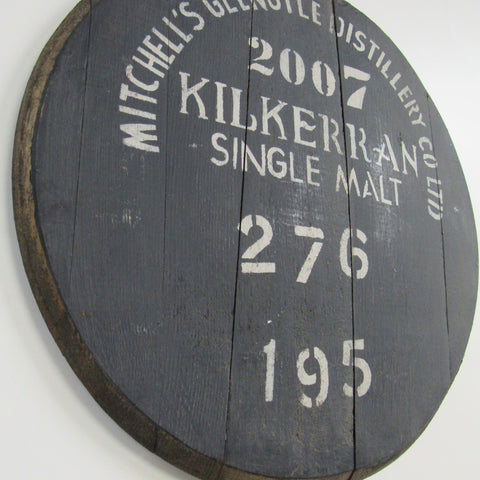 MITCHELL'S GLENGYLE DISTILLERY CO LTD
2007
KILKERRAN
SINGLE MALT
276
195